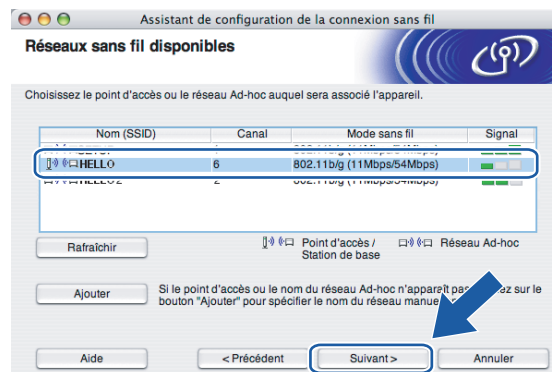 Assistant de configuration de la connexion sans fil
Réseaux sans fil disponibles
Choisissez le point d'accès ou le réseau Ad-hoc auquel sera associé l'appareil.
Nom (SSID) Canal Mode sans fil Signal
HELLO 6 802.11b/g (11Mbps/54Mbps)
HELLO2 2 802.11b/g (11Mbps/54Mbps)
Rafraîchir
Point d'accès / Station de base
Réseau Ad-hoc
Ajouter
Si le point d'accès ou le nom du réseau Ad-hoc n'apparaît sur le
bouton "Ajouter" pour spécifier le nom du réseau
Aide < Précédent Suivant > Annuler